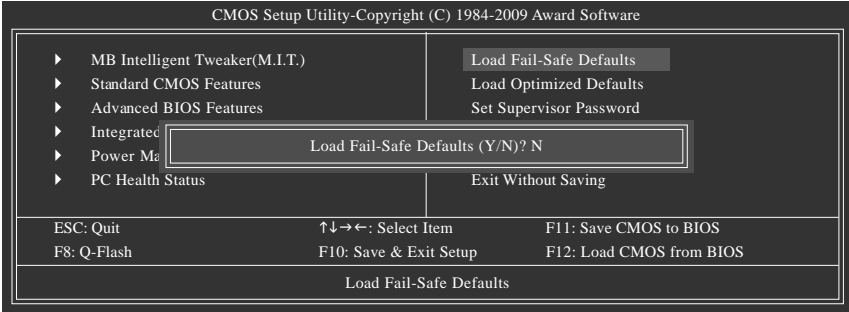 CMOS Setup Utility-Copyright (C) 1984-2009 Award Software
MB Intelligent Tweaker(M.I.T.)
Standard CMOS Features
Advanced BIOS Features
Integrated
Power Ma
PC Health Status
Load Fail-Safe Defaults
Load Optimized Defaults
Set Supervisor Password
Exit Without Saving
Load Fail-Safe Defaults (Y/N)? N
ESC: Quit ↑↓→←: Select Item F11: Save CMOS to BIOS
F8: Q-Flash F10: Save & Exit Setup F12: Load CMOS from BIOS
Load Fail-Safe Defaults